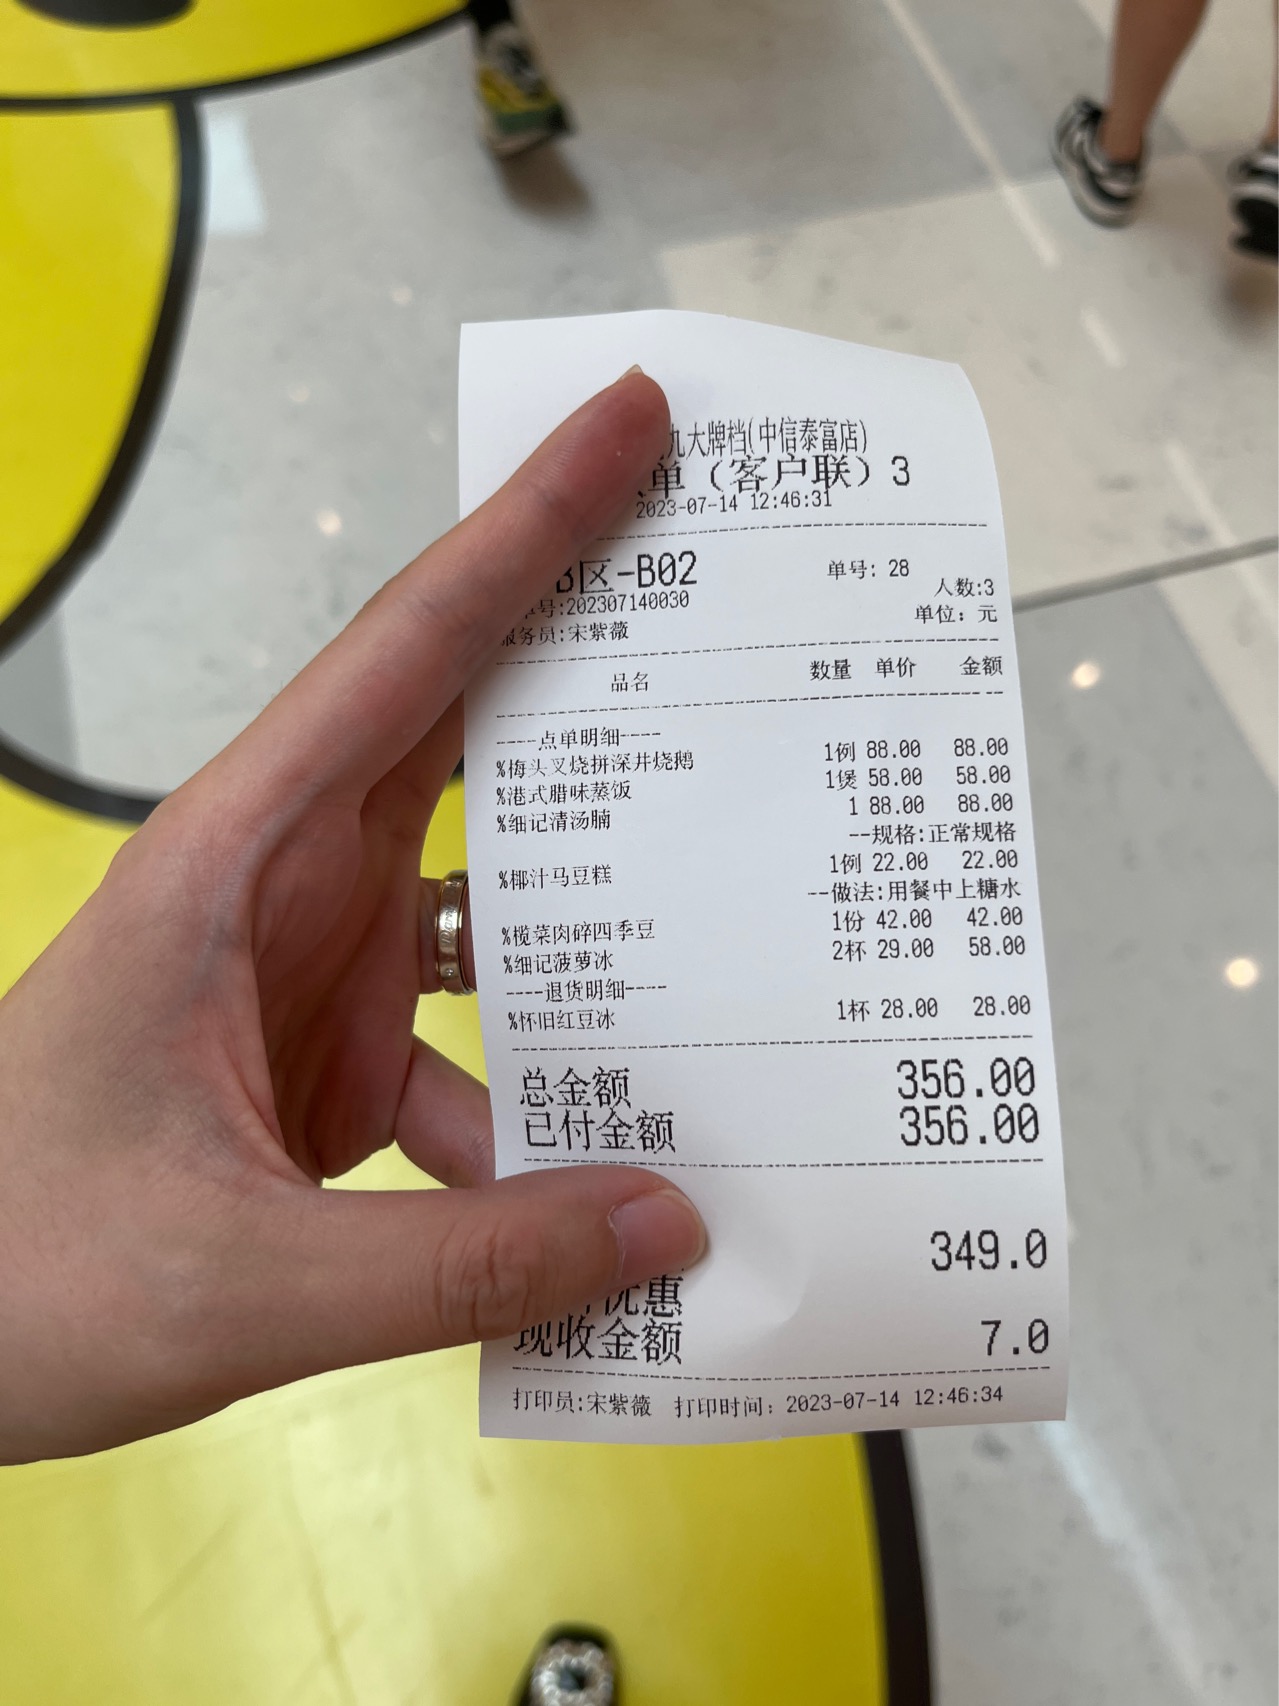 九大牌档(中信泰富店)
单（客户联）3
2023-07-14 12:46:31
B区-B02 单号: 28
单号:202307140030 人数:3
服务员:宋紫薇 单位: 元
品名 数量 单价 金额
----点单明细----
%梅头叉烧拼深井烧鹅 1例 88.00 88.00
%港式腊味蒸饭 1煲 58.00 58.00
%细记清汤腩 1 88.00 88.00
--规格:正常规格
%椰汁马豆糕 1例 22.00 22.00
--做法:用餐中上糖水
%榄菜肉碎四季豆 1份 42.00 42.00
%细记菠萝冰 2杯 29.00 58.00
----退货明细----
%怀旧红豆冰 1杯 28.00 28.00
总金额 356.00
已付金额 356.00
349.0
优惠
现收金额 7.0
打印员:宋紫薇 打印时间: 2023-07-14 12:46:34